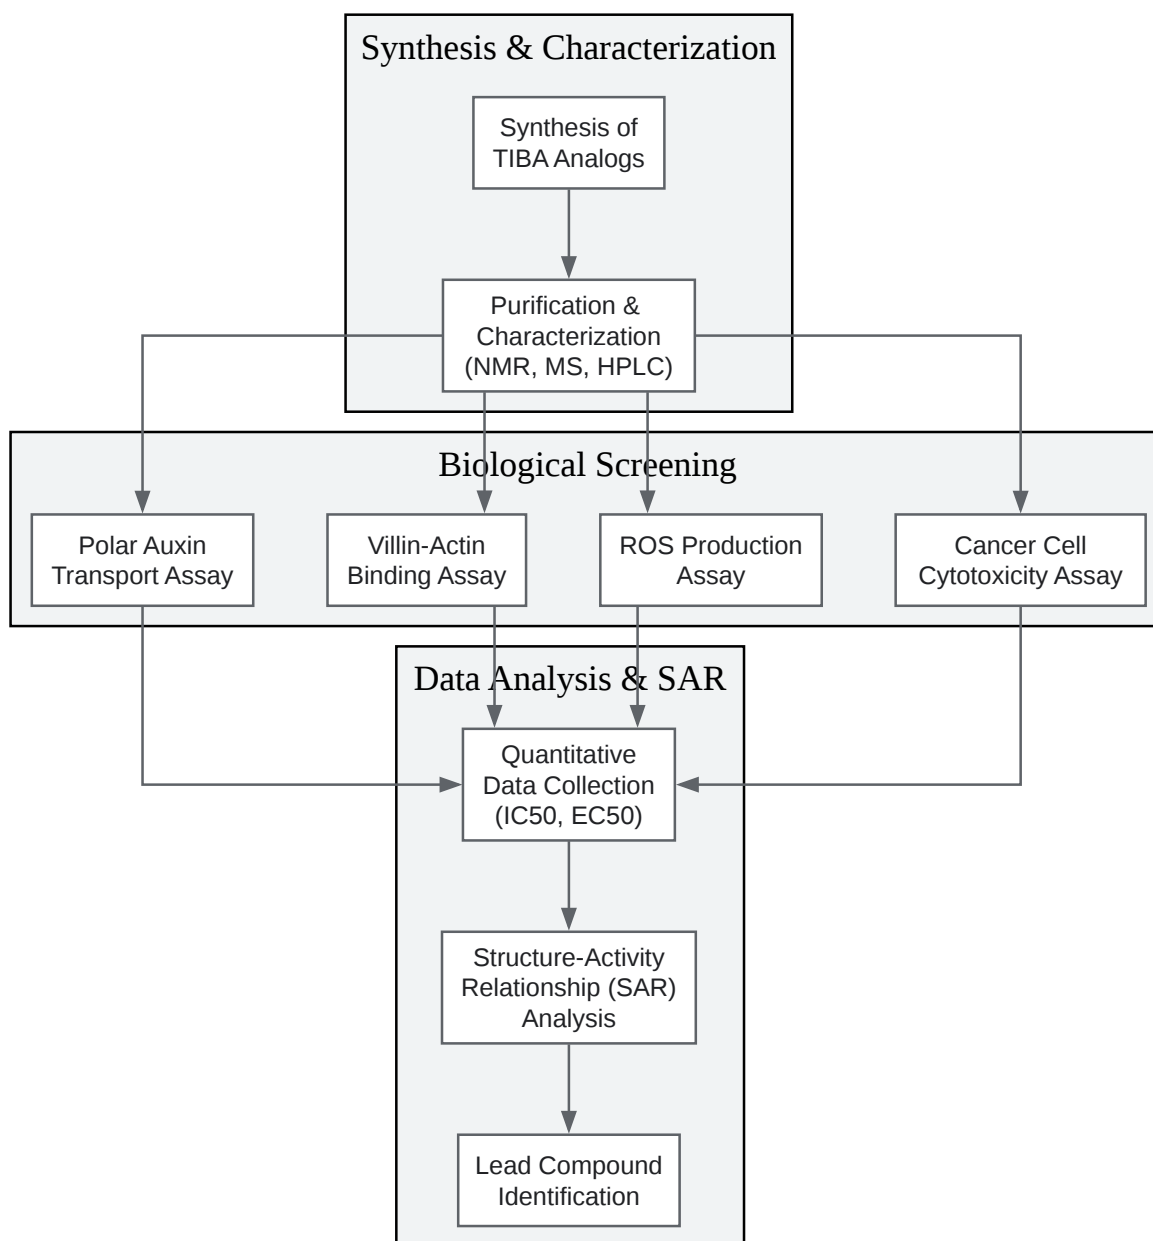 Synthesis & Characterization
Synthesis of
TIBA Analogs
Purification &
Characterization
(NMR, MS, HPLC)
Biological Screening
Polar Auxin
Transport Assay
Villin-Actin
Binding Assay
ROS Production
Assay
Cancer Cell
Cytotoxicity Assay
Data Analysis & SAR
Quantitative
Data Collection
(IC50, EC50)
Structure-Activity
Relationship (SAR)
Analysis
Lead Compound
Identification